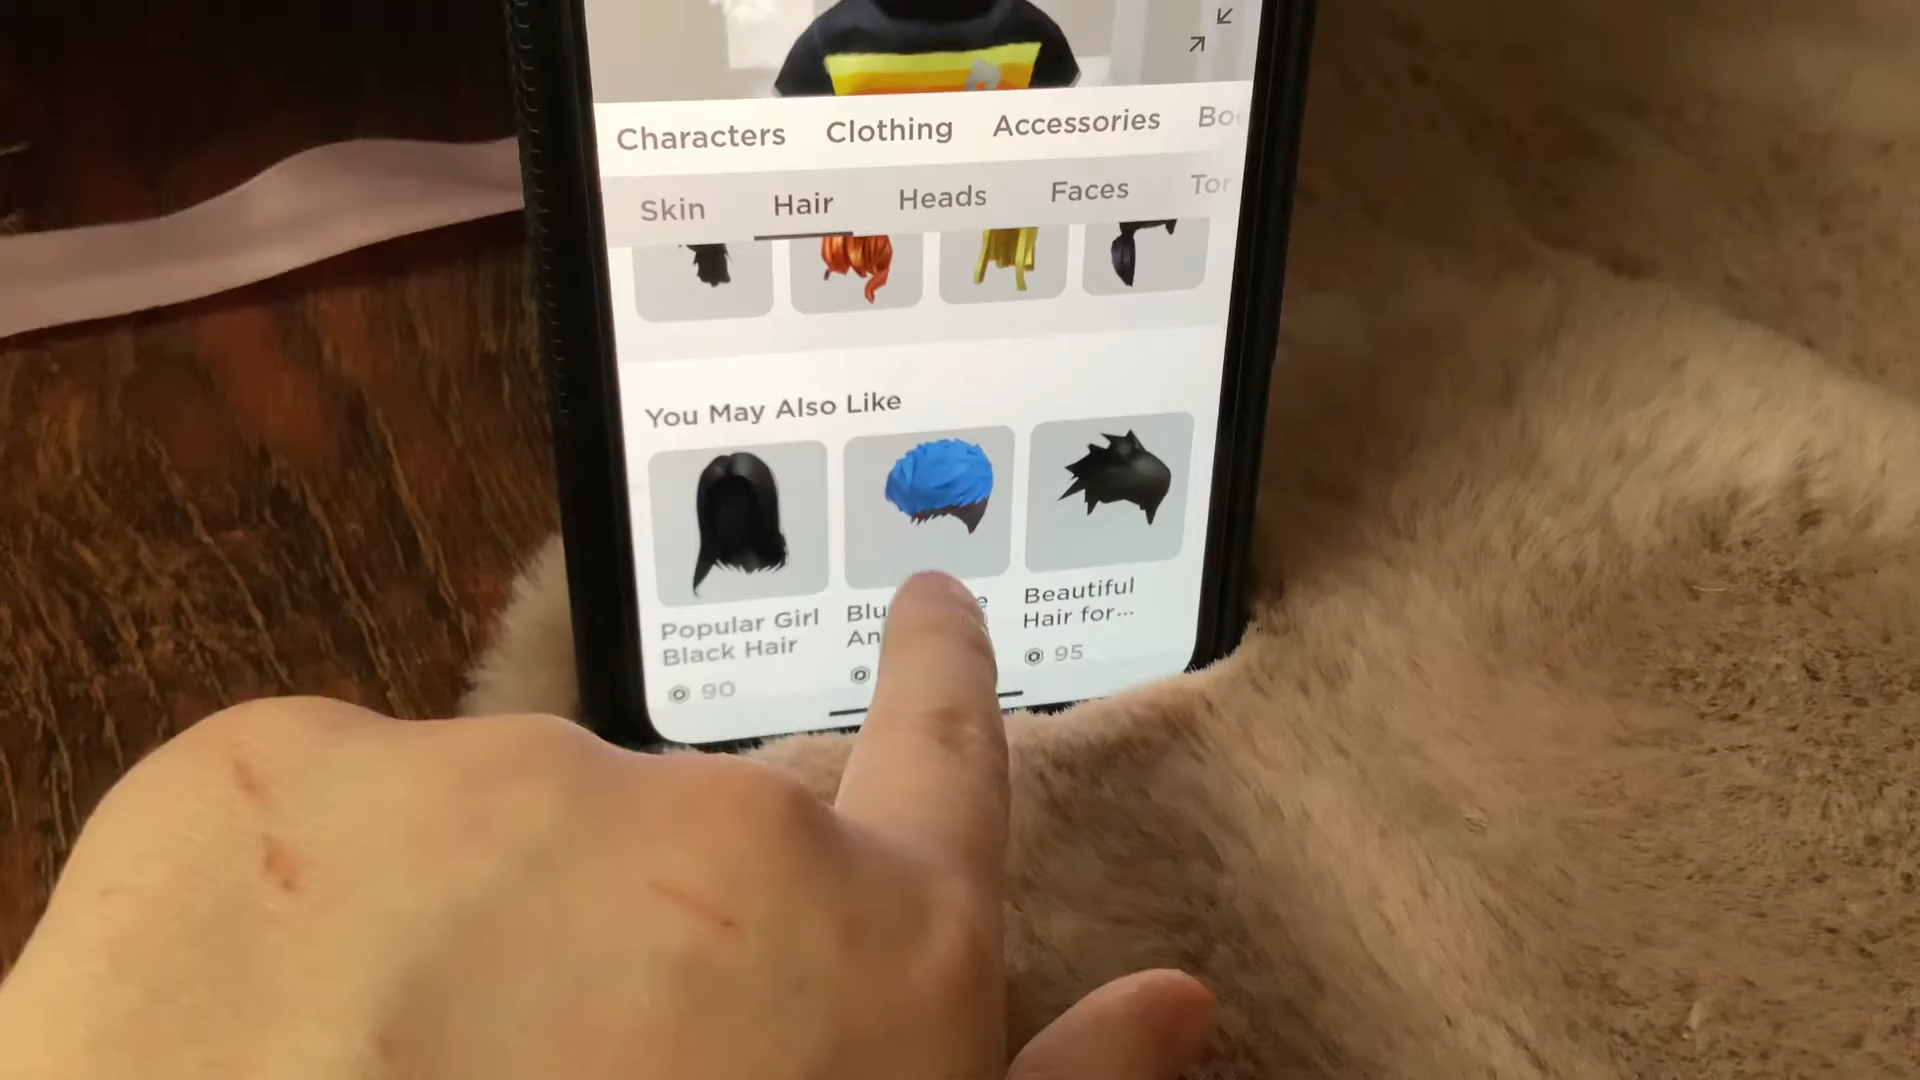 Characters Clothing Accessories
Skin Hair Heads Faces
You May Also Like
Popular Girl
Black Hair
90
Beautiful
Hair for...
95